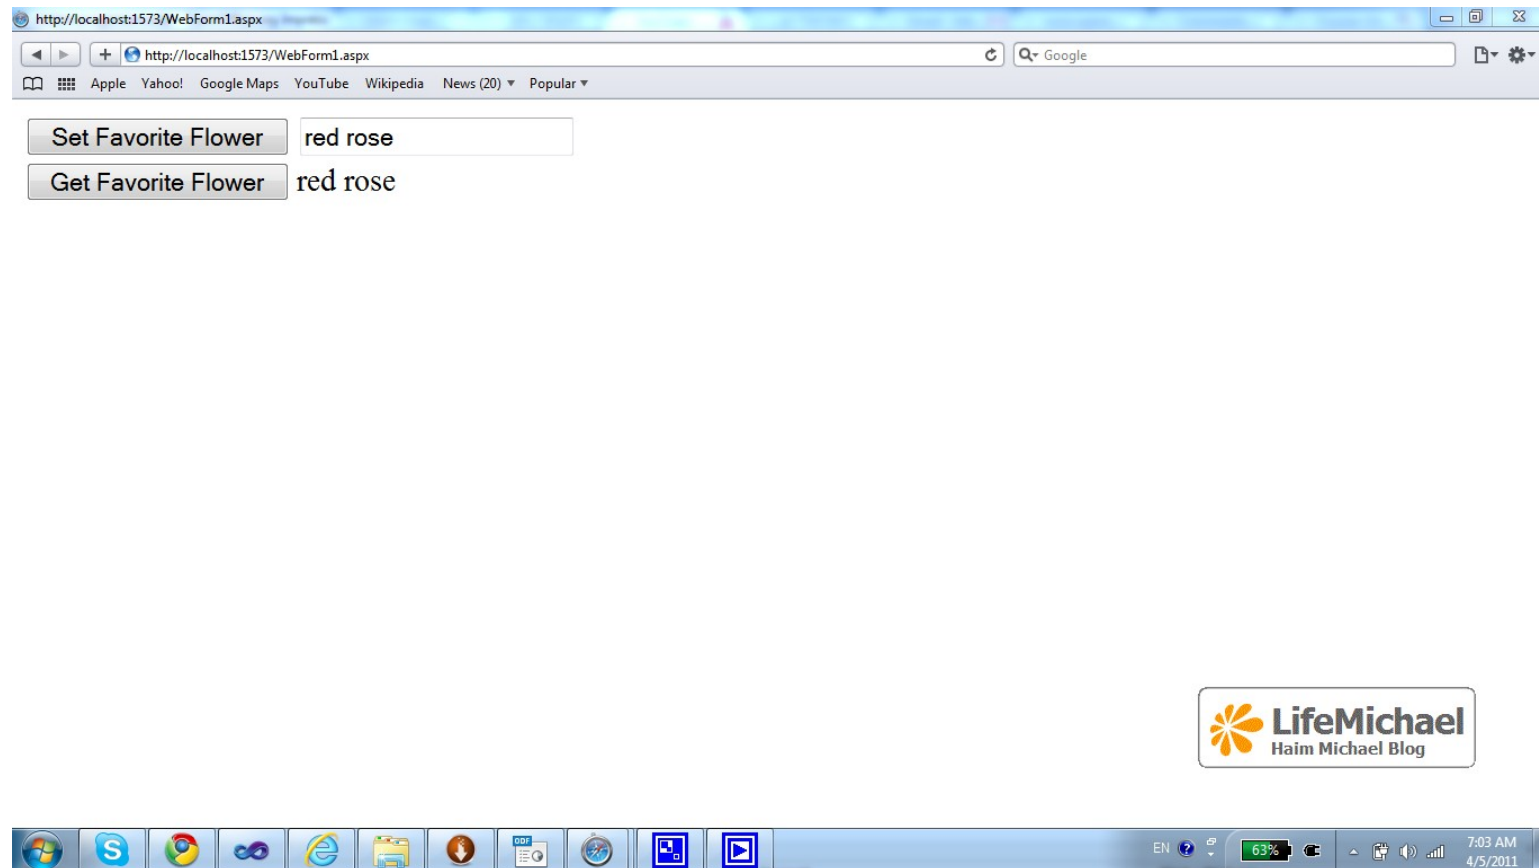 http://localhost:1573/WebForm1.aspx
http://localhost:1573/WebForm1.aspx
Google
Apple Yahoo! Google Maps YouTube Wikipedia News (20) Popular
Set Favorite Flower red rose
Get Favorite Flower red rose
LifeMichael
Haim Michael Blog
ODF
EN 63% 7:03 AM
4/5/2011